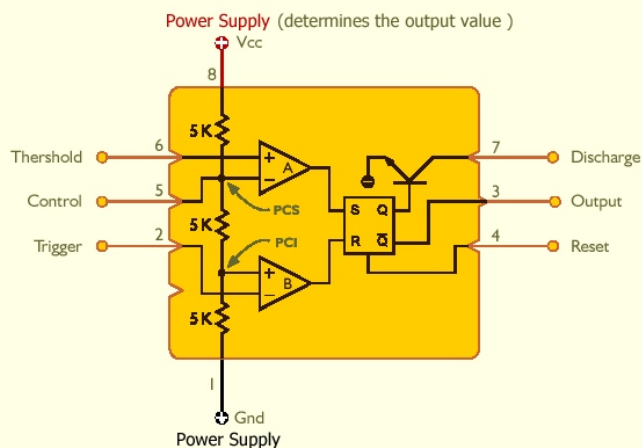 Power Supply (determines the output value )
Vcc
8
5K
Thershold
6
+
A
−
7
Discharge
Control
5
PCS
S Q
3
Output
5K
Trigger
2
PCI
R Q̅
4
Reset
+
B
−
5K
1
Gnd
Power Supply